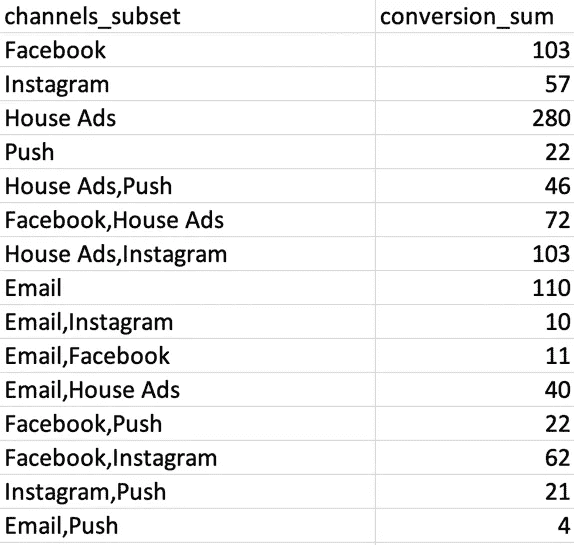 channels_subset conversion_sum
Facebook 103
Instagram 57
House Ads 280
Push 22
House Ads,Push 46
Facebook,House Ads 72
House Ads,Instagram 103
Email 110
Email,Instagram 10
Email,Facebook 11
Email,House Ads 40
Facebook,Push 22
Facebook,Instagram 62
Instagram,Push 21
Email,Push 4